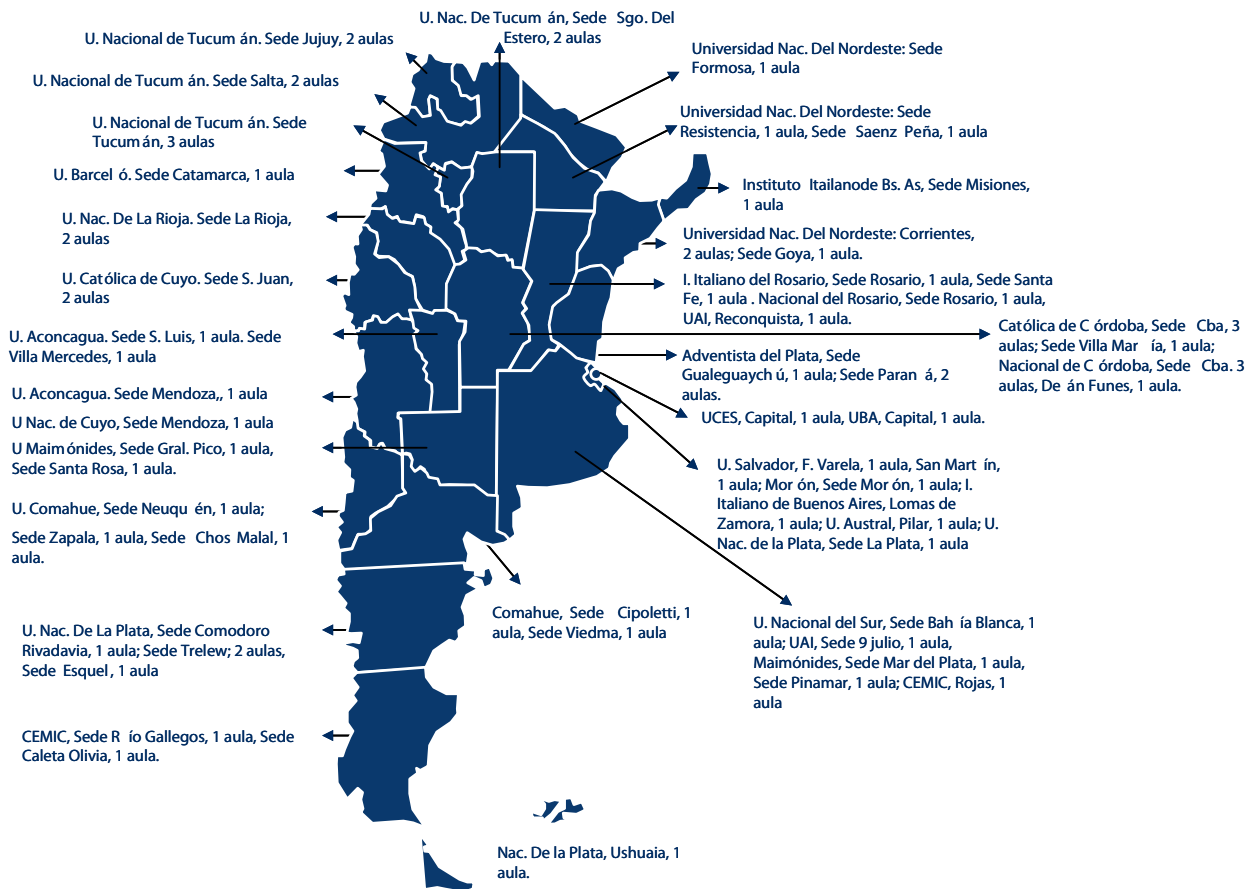 U. Nac. De Tucum án, Sede Sgo. Del
Estero, 2 aulas
U. Nacional de Tucum án. Sede Jujuy, 2 aulas
U. Nacional de Tucum án. Sede Salta, 2 aulas
U. Nacional de Tucum án. Sede
Tucum án, 3 aulas
U. Barcel ó. Sede Catamarca, 1 aula
U. Nac. De La Rioja. Sede La Rioja,
2 aulas
U. Católica de Cuyo. Sede S. Juan,
2 aulas
U. Aconcagua. Sede S. Luis, 1 aula. Sede
Villa Mercedes, 1 aula
U. Aconcagua. Sede Mendoza,, 1 aula
U Nac. de Cuyo, Sede Mendoza, 1 aula
U Maimónides, Sede Gral. Pico, 1 aula,
Sede Santa Rosa, 1 aula.
U. Comahue, Sede Neuqu én, 1 aula;
Sede Zapala, 1 aula, Sede Chos Malal, 1
aula.
U. Nac. De La Plata, Sede Comodoro
Rivadavia, 1 aula; Sede Trelew; 2 aulas,
Sede Esquel, 1 aula
CEMIC, Sede R ío Gallegos, 1 aula, Sede
Caleta Olivia, 1 aula.
Universidad Nac. Del Nordeste: Sede
Formosa, 1 aula
Universidad Nac. Del Nordeste: Sede
Resistencia, 1 aula, Sede Saenz Peña, 1 aula
Instituto Itailanode Bs. As, Sede Misiones,
1 aula
Universidad Nac. Del Nordeste: Corrientes,
2 aulas; Sede Goya, 1 aula.
I. Italiano del Rosario, Sede Rosario, 1 aula, Sede Santa
Fe, 1 aula . Nacional del Rosario, Sede Rosario, 1 aula,
UAI, Reconquista, 1 aula.
Católica de C órdoba, Sede Cba, 3
aulas; Sede Villa Mar ía, 1 aula;
Nacional de C órdoba, Sede Cba. 3
aulas, De án Funes, 1 aula.
Adventista del Plata, Sede
Gualeguaych ú, 1 aula; Sede Paran á, 2
aulas.
UCES, Capital, 1 aula, UBA, Capital, 1 aula.
U. Salvador, F. Varela, 1 aula, San Mart ín,
1 aula; Mor ón, Sede Mor ón, 1 aula; I.
Italiano de Buenos Aires, Lomas de
Zamora, 1 aula; U. Austral, Pilar, 1 aula; U.
Nac. de la Plata, Sede La Plata, 1 aula
Comahue, Sede Cipoletti, 1
aula, Sede Viedma, 1 aula
U. Nacional del Sur, Sede Bah ía Blanca, 1
aula; UAI, Sede 9 julio, 1 aula,
Maimónides, Sede Mar del Plata, 1 aula,
Sede Pinamar, 1 aula; CEMIC, Rojas, 1
aula
Nac. De la Plata, Ushuaia, 1
aula.